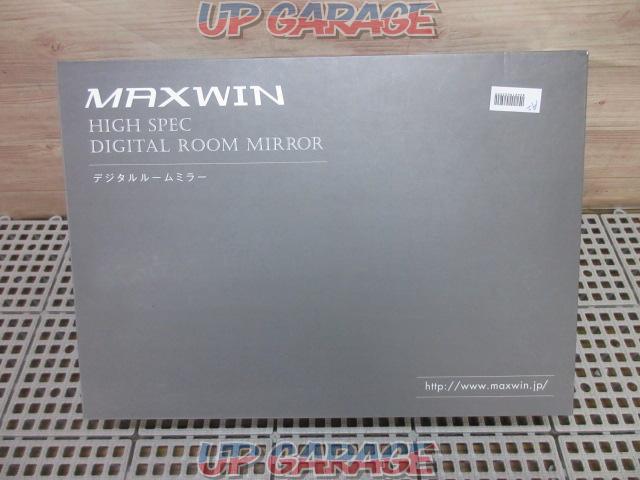 UP GARAGE
MAXWIN
HIGH SPEC
DIGITAL ROOM MIRROR
デジタルルームミラー
http://www.maxwin.jp/
UP GARAGE